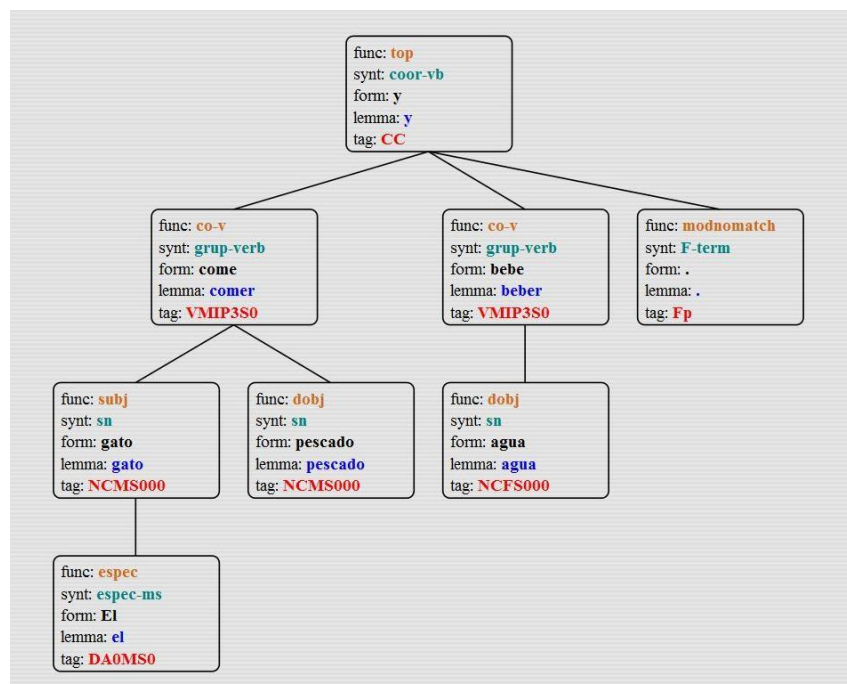 func: top
synt: coor-vb
form: y
lemma: y
tag: CC
func: co-v
synt: grup-verb
form: come
lemma: comer
tag: VMIP3S0
func: co-v
synt: grup-verb
form: bebe
lemma: beber
tag: VMIP3S0
func: modnomatch
synt: F-term
form: .
lemma: .
tag: Fp
func: subj
synt: sn
form: gato
lemma: gato
tag: NCMS000
func: dobj
synt: sn
form: pescado
lemma: pescado
tag: NCMS000
func: dobj
synt: sn
form: agua
lemma: agua
tag: NCFS000
func: espec
synt: espec-ms
form: El
lemma: el
tag: DA0MS0